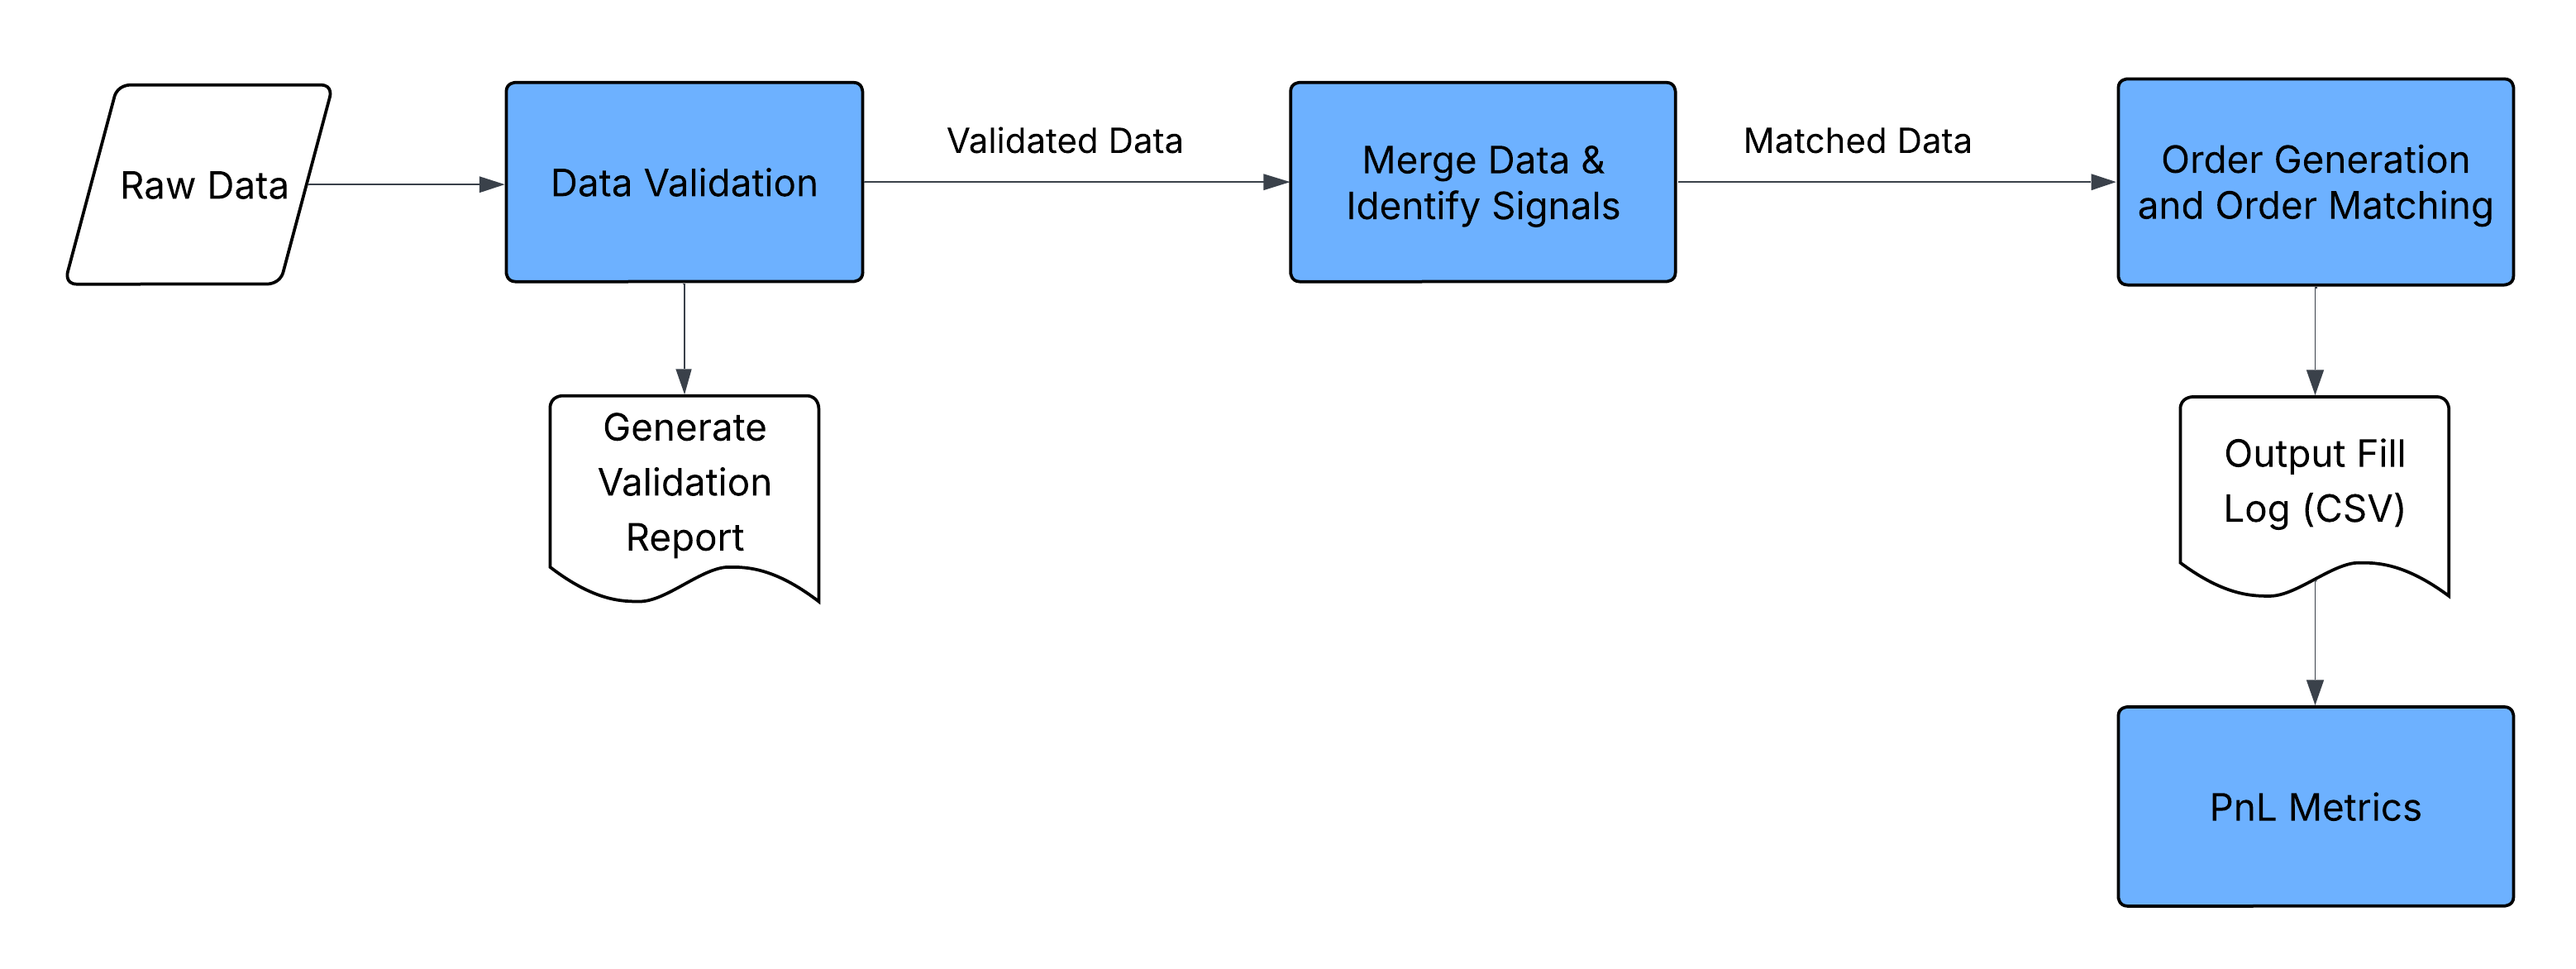 Raw Data
Data Validation
Validated Data
Merge Data &
Identify Signals
Matched Data
Order Generation
and Order Matching
Generate
Validation
Report
Output Fill
Log (CSV)
PnL Metrics